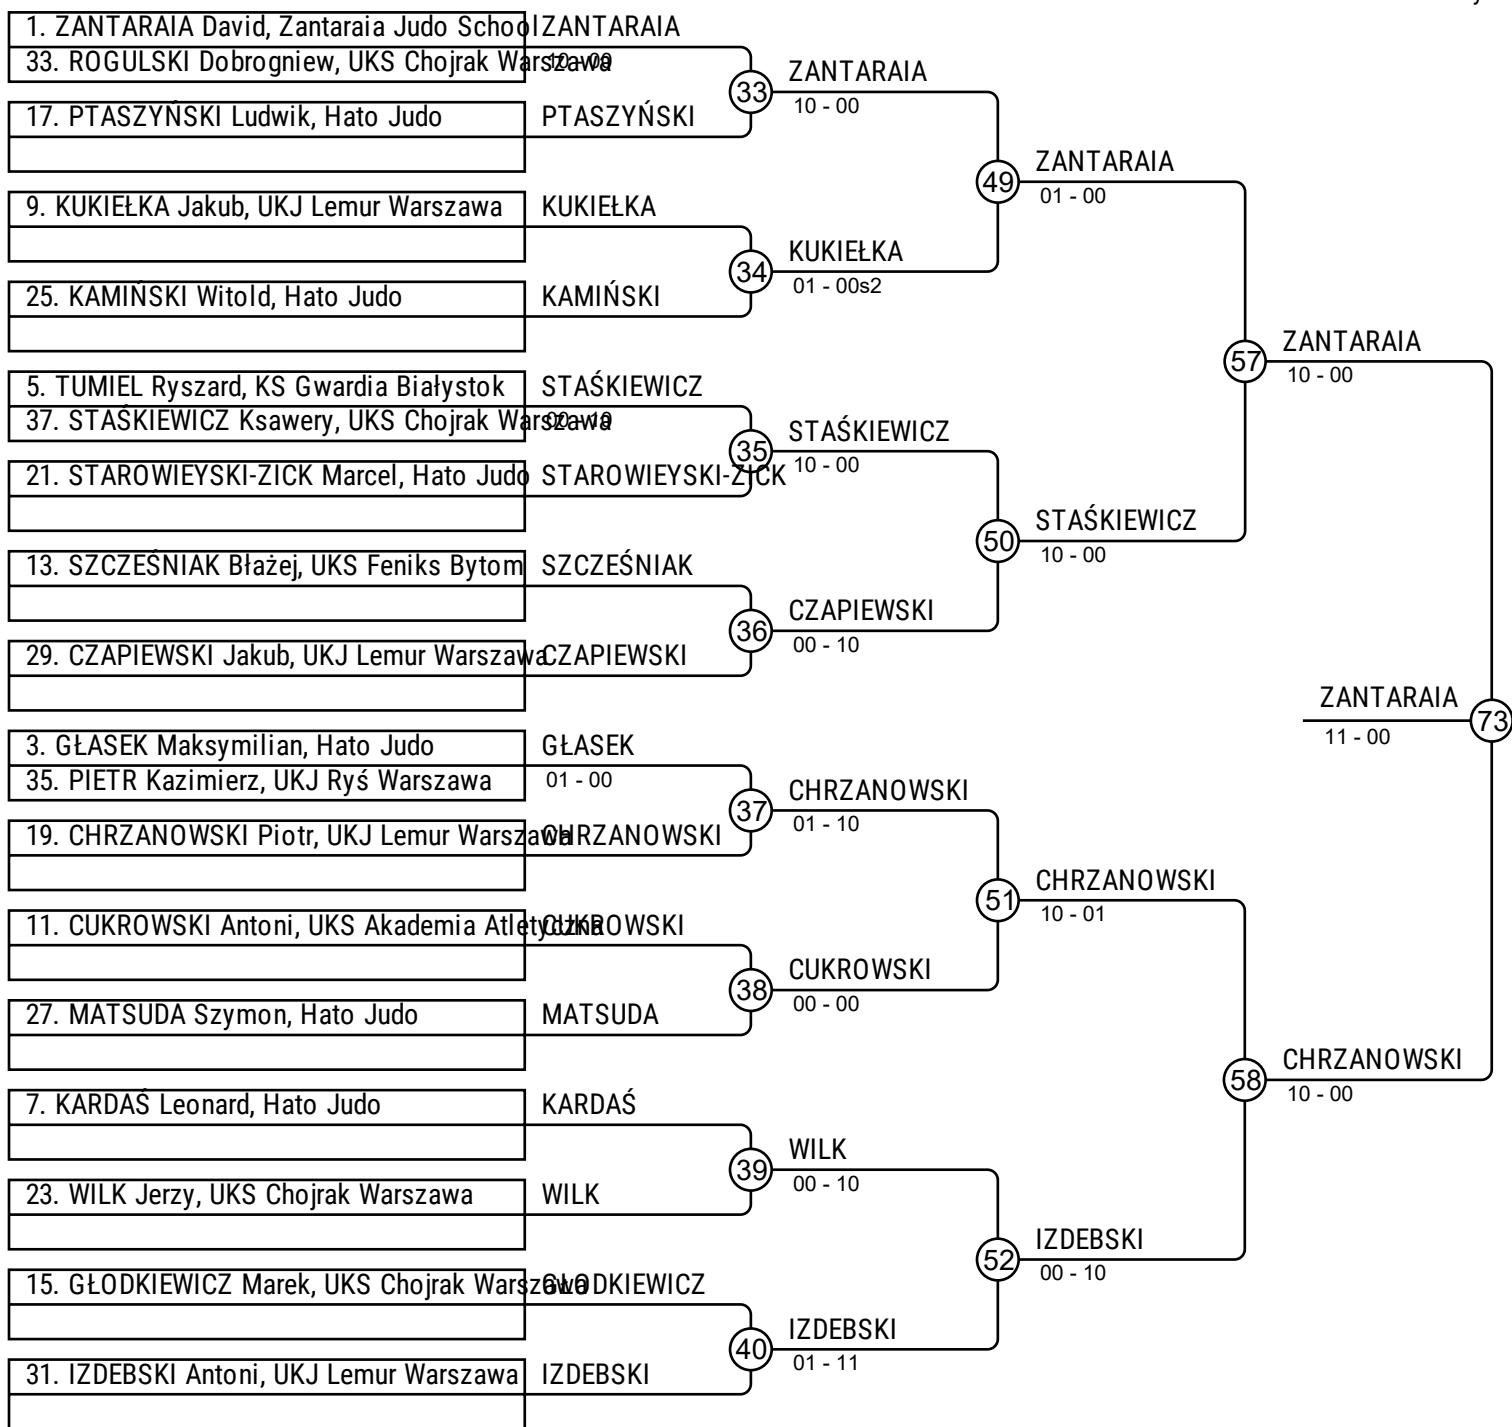 1. ZANTARAIA David, Zantaraia Judo School
33. ROGULSKI Dobrogniew, UKS Chojrak Warszawa
17. PTASZYŃSKI Ludwik, Hato Judo
9. KUKIEŁKA Jakub, UKJ Lemur Warszawa
25. KAMIŃSKI Witold, Hato Judo
5. TUMIEL Ryszard, KS Gwardia Białystok
37. STAŚKIEWICZ Ksawery, UKS Chojrak Warszawa
21. STAROWIEYSKI-ZICK Marcel, Hato Judo
13. SZCZEŚNIAK Błażej, UKS Feniks Bytom
29. CZAPIEWSKI Jakub, UKJ Lemur Warszawa
3. GŁASEK Maksymilian, Hato Judo
35. PIETR Kazimierz, UKJ Ryś Warszawa
19. CHRZANOWSKI Piotr, UKJ Lemur Warszawa
11. CUKROWSKI Antoni, UKS Akademia Atletyczna
27. MATSUDA Szymon, Hato Judo
7. KARDAŚ Leonard, Hato Judo
23. WILK Jerzy, UKS Chojrak Warszawa
15. GŁODKIEWICZ Marek, UKS Chojrak Warszawa
31. IZDEBSKI Antoni, UKJ Lemur Warszawa
ZANTARAIA
10 - 00
PTASZYŃSKI
KUKIEŁKA
KAMIŃSKI
STAŚKIEWICZ
00 - 10
STAROWIEYSKI-ZICK
SZCZEŚNIAK
CZAPIEWSKI
GŁASEK
01 - 00
CHRZANOWSKI
CUKROWSKI
MATSUDA
KARDAŚ
WILK
GŁODKIEWICZ
IZDEBSKI
33
ZANTARAIA
10 - 00
34
KUKIEŁKA
01 - 00s2
35
STAŚKIEWICZ
10 - 00
36
CZAPIEWSKI
00 - 10
37
CHRZANOWSKI
01 - 10
38
CUKROWSKI
00 - 00
39
WILK
00 - 10
40
IZDEBSKI
01 - 11
49
ZANTARAIA
01 - 00
50
STAŚKIEWICZ
10 - 00
51
CHRZANOWSKI
10 - 01
52
IZDEBSKI
00 - 10
57
ZANTARAIA
10 - 00
58
CHRZANOWSKI
10 - 00
ZANTARAIA
73
11 - 00